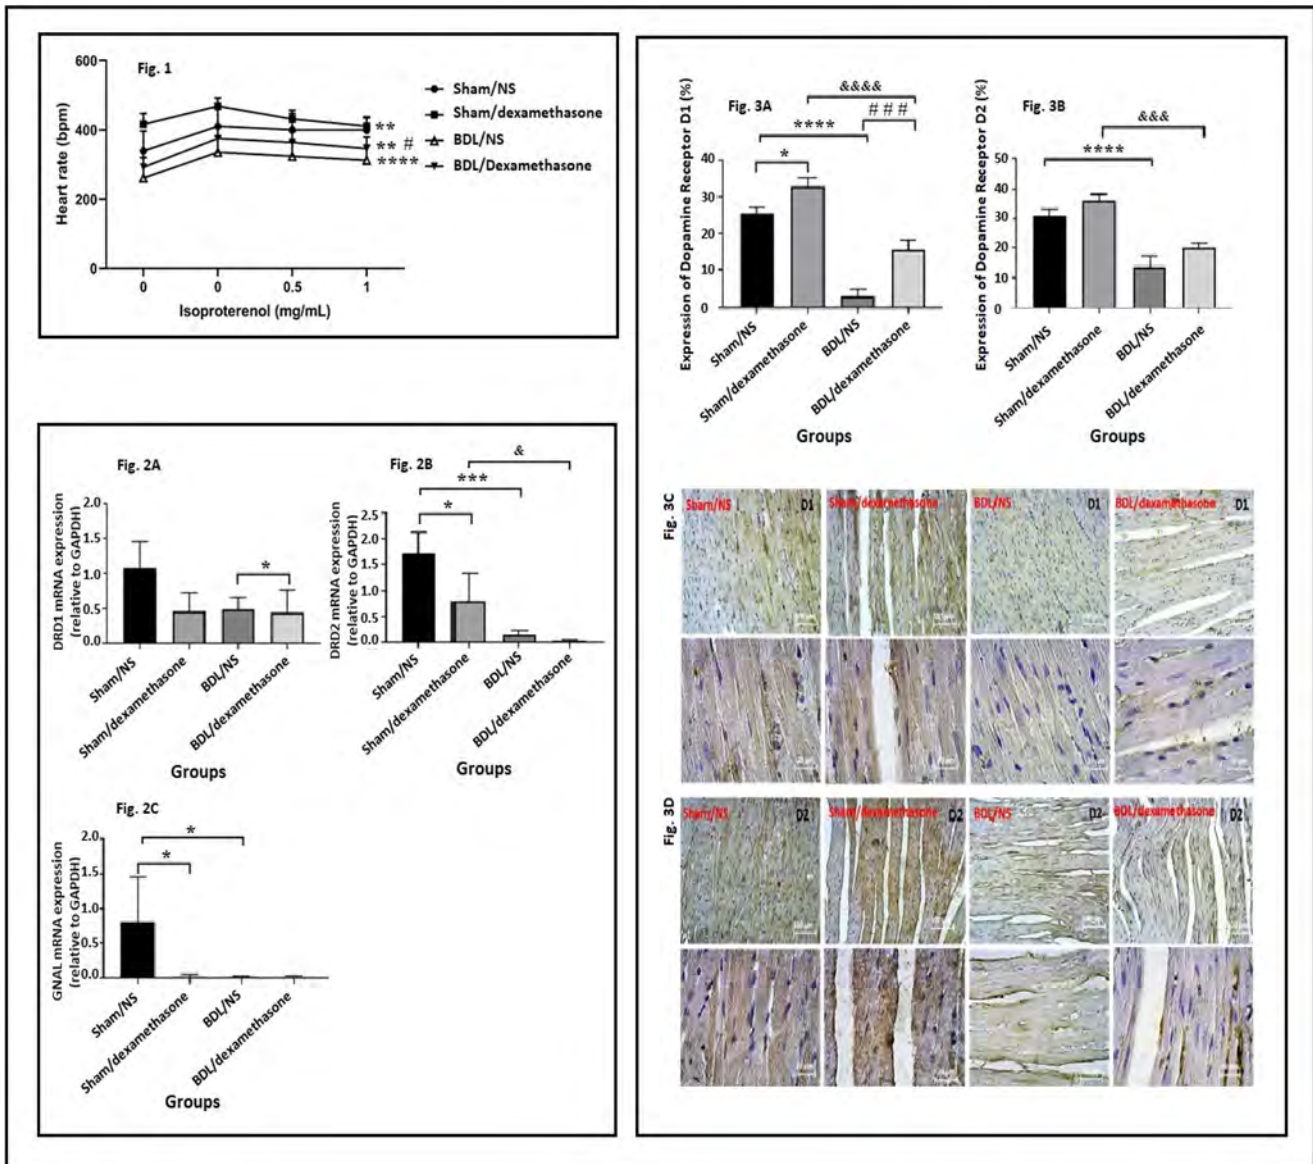 Fig. 1
Heart rate (bpm)
600
400
200
0
0
0
0.5
1
Isoproterenol (mg/mL)
Sham/NS
Sham/dexamethasone
BDL/NS
BDL/Dexamethasone
**
** #
****
Fig. 2A
DRD1 mRNA expression
(relative to GAPDH)
2.0
1.5
1.0
0.5
0.0
*
Sham/NS
Sham/dexamethasone
BDL/NS
BDL/dexamethasone
Groups
Fig. 2B
DRD2 mRNA expression
(relative to GAPDH)
2.5
2.0
1.5
1.0
0.5
0.0
&
***
*
Sham/NS
Sham/dexamethasone
BDL/NS
BDL/dexamethasone
Groups
Fig. 2C
GNAL mRNA expression
(relative to GAPDH)
2.0
1.5
1.0
0.5
0.0
*
*
Sham/NS
Sham/dexamethasone
BDL/NS
BDL/dexamethasone
Groups
Fig. 3A
Expression of Dopamine Receptor D1 (%)
40
30
20
10
0
&&&&
###
****
*
Sham/NS
Sham/dexamethasone
BDL/NS
BDL/dexamethasone
Groups
Fig. 3B
Expression of Dopamine Receptor D2 (%)
50
40
30
20
10
0
&&&
****
Sham/NS
Sham/dexamethasone
BDL/NS
BDL/dexamethasone
Groups
Fig. 3C
Sham/NS D1
Sham/dexamethasone D1
BDL/NS D1
BDL/dexamethasone D1
Fig. 3D
Sham/NS D2
Sham/dexamethasone D2
BDL/NS D2
BDL/dexamethasone D2